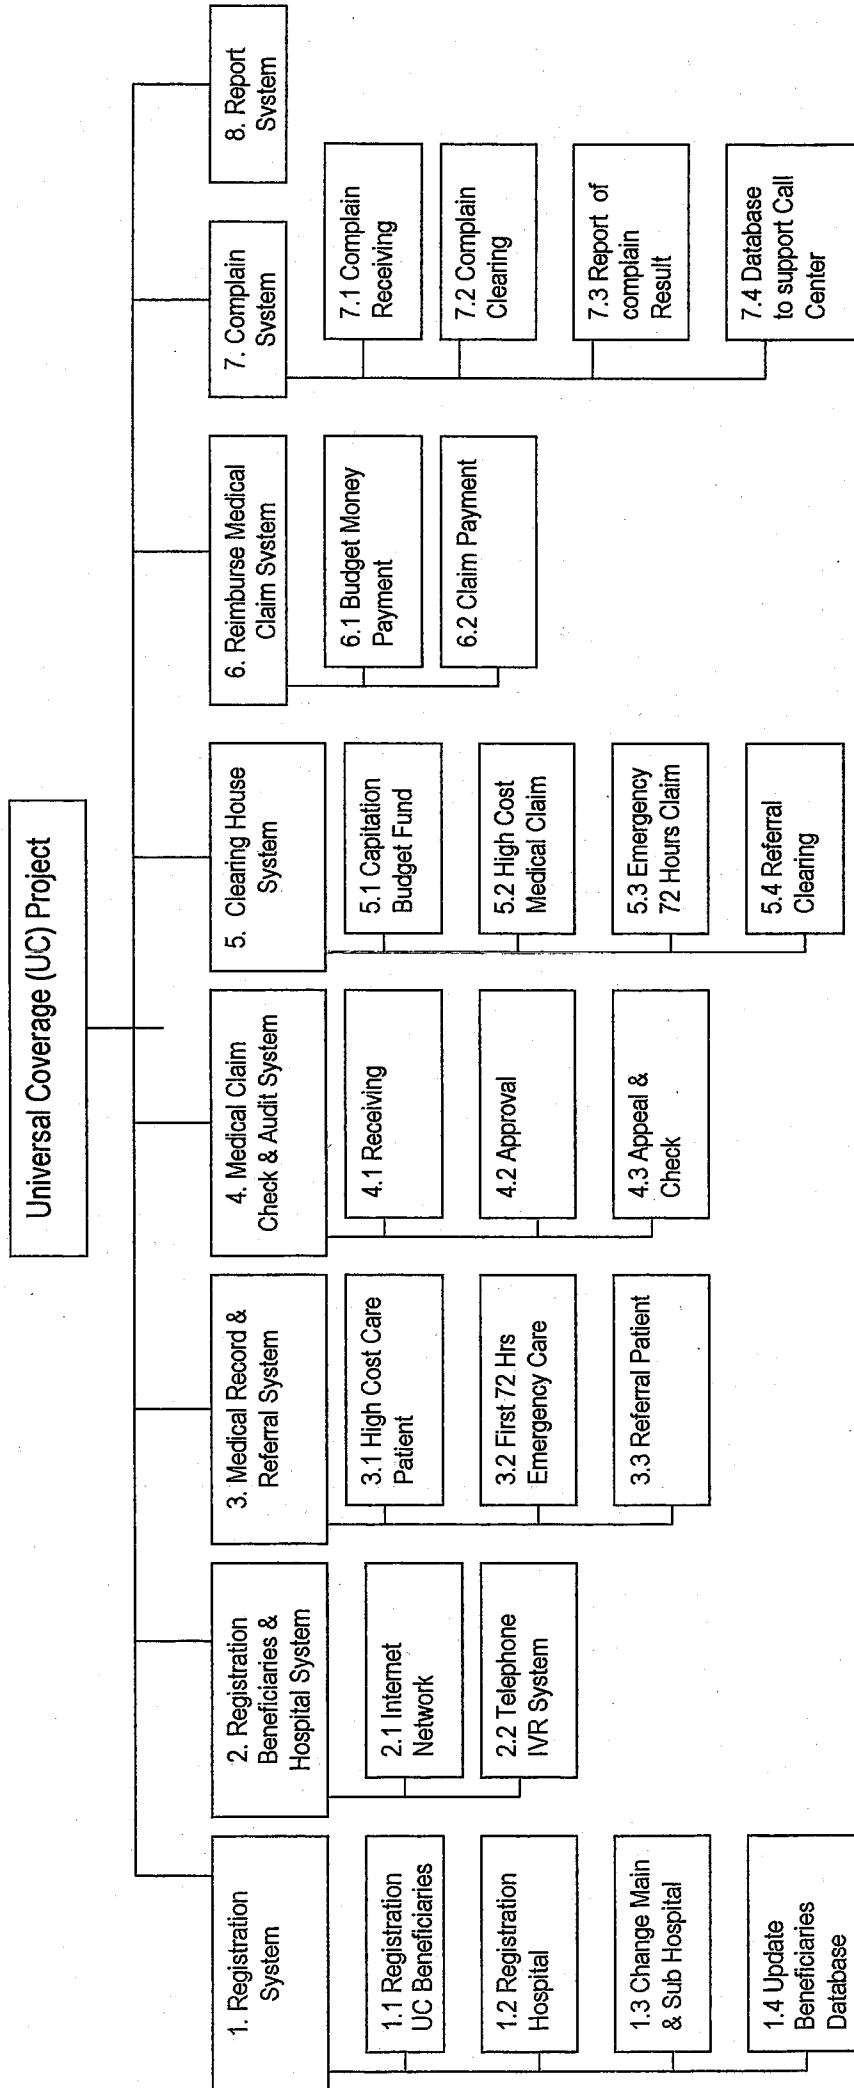 Universal Coverage (UC) Project
1. Registration
System
1.1 Registration
UC Beneficiaries
1.2 Registration
Hospital
1.3 Change Main
& Sub Hospital
1.4 Update
Beneficiaries
Database
2. Registration
Beneficiaries &
Hospital System
2.1 Internet
Network
2.2 Telephone
IVR System
3. Medical Record &
Referral System
3.1 High Cost Care
Patient
3.2 First 72 Hrs
Emergency Care
3.3 Referral Patient
4. Medical Claim
Check & Audit System
4.1 Receiving
4.2 Approval
4.3 Appeal &
Check
5. Clearing House
System
5.1 Capitation
Budget Fund
5.2 High Cost
Medical Claim
5.3 Emergency
72 Hours Claim
5.4 Referral
Clearing
6. Reimburse Medical
Claim System
6.1 Budget Money
Payment
6.2 Claim Payment
7. Complain
System
7.1 Complain
Receiving
7.2 Complain
Clearing
7.3 Report of
complain
Result
7.4 Database
to support Call
Center
8. Report
System